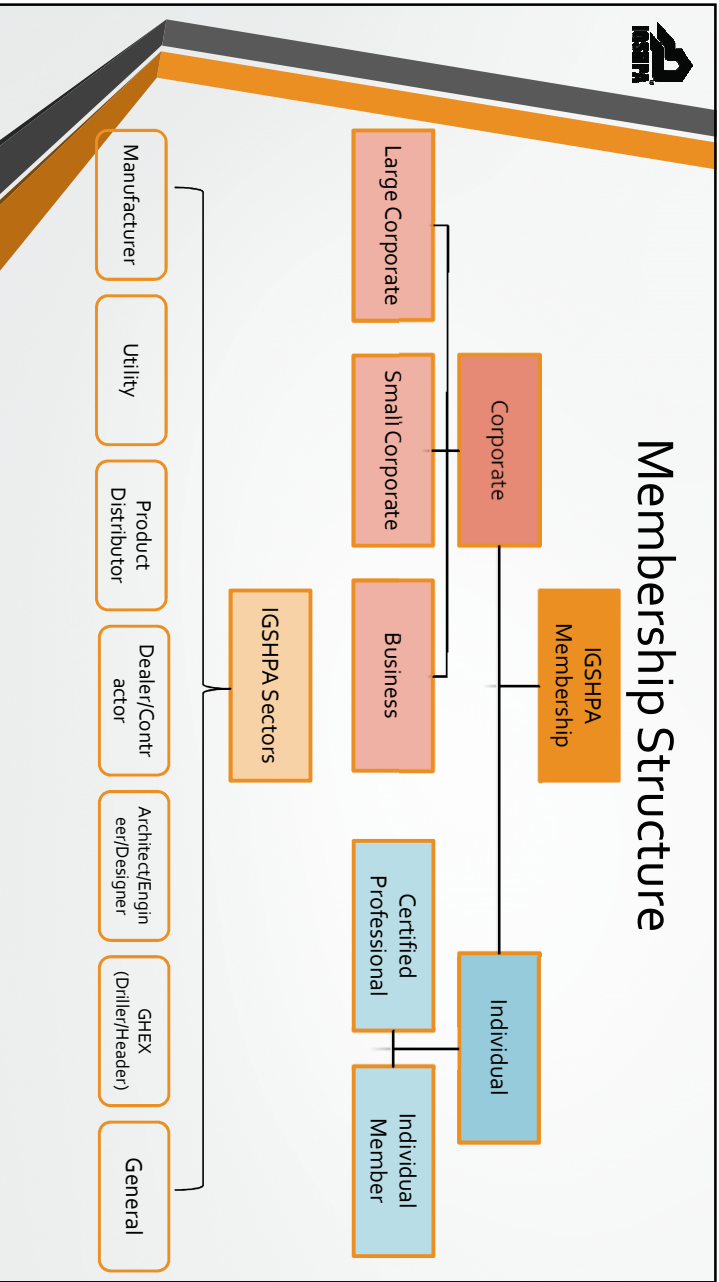 IGSHPA
Membership Structure
IGSHPA
Membership
Corporate
Individual
Large Corporate
Small Corporate
Business
Certified
Professional
Individual
Member
IGSHPA Sectors
Manufacturer
Utility
Product
Distributor
Dealer/Contr
actor
Architect/Engin
eer/Designer
GHEX
(Driller/Header)
General